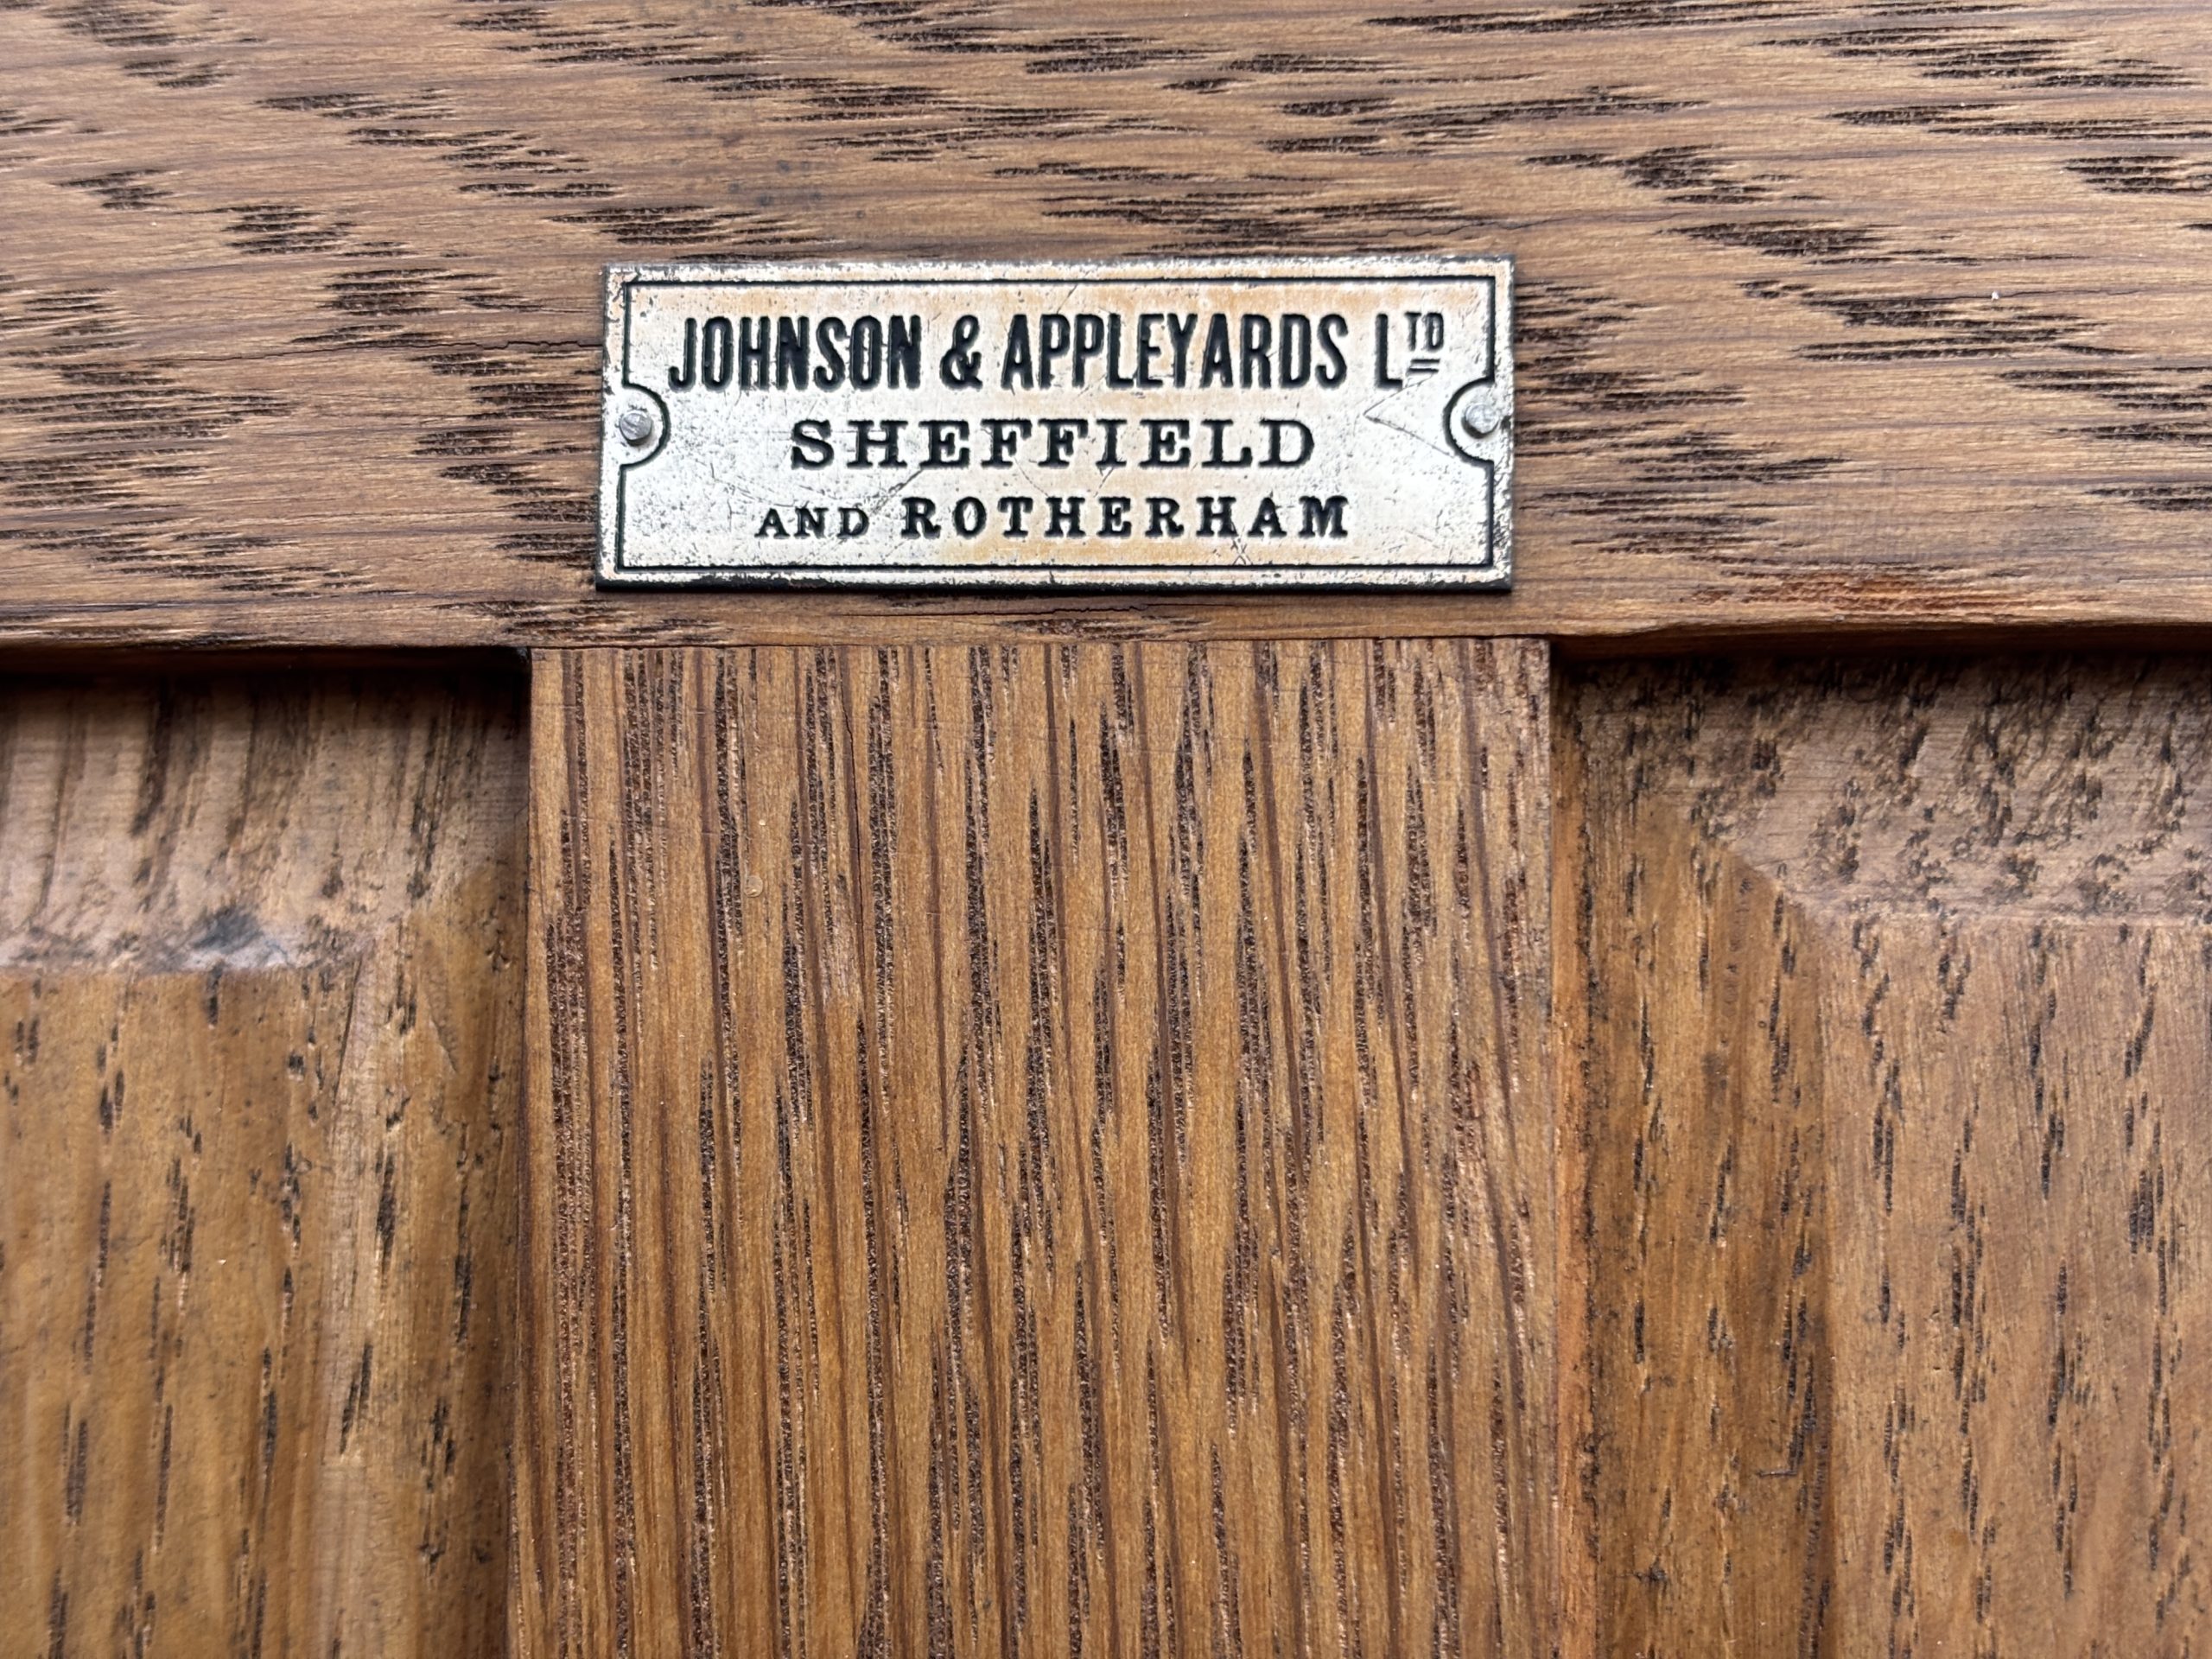 JOHNSON & APPLEYARDS LTD
SHEFFIELD
AND ROTHERHAM